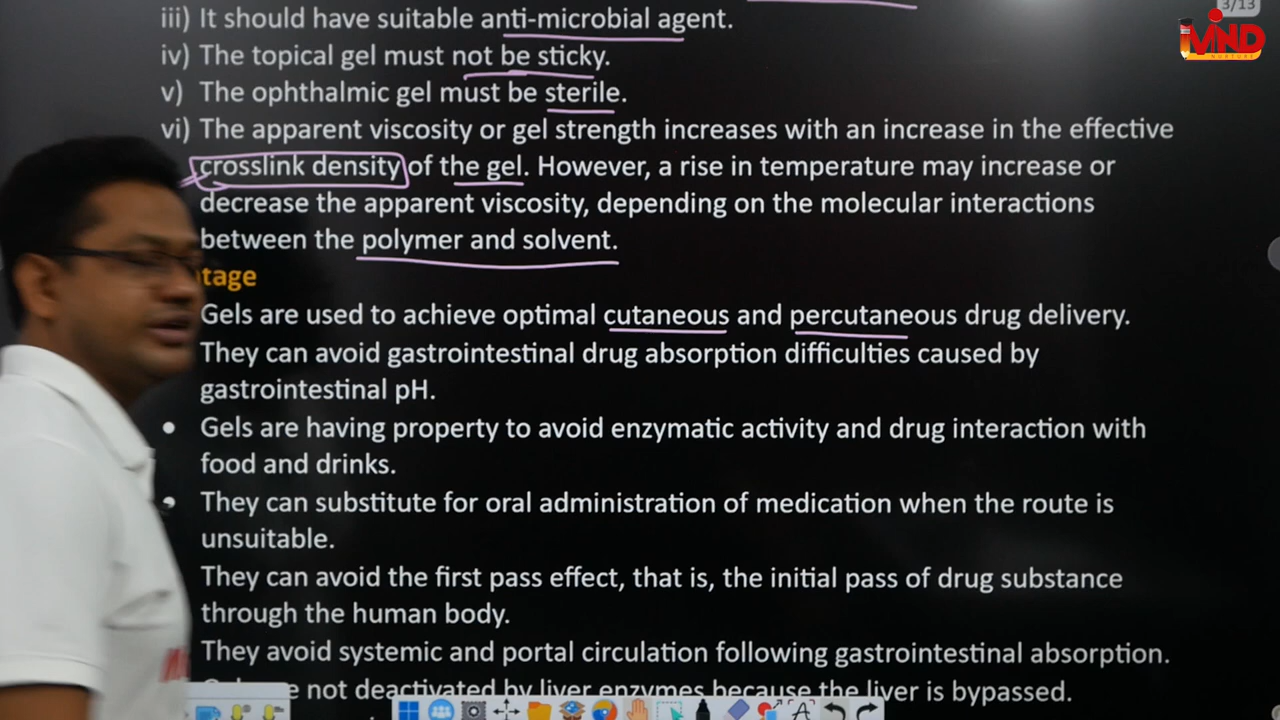 3/13
MIND
NURTURE
iii) It should have suitable anti-microbial agent.
iv) The topical gel must not be sticky.
v) The ophthalmic gel must be sterile.
vi) The apparent viscosity or gel strength increases with an increase in the effective
crosslink density of the gel. However, a rise in temperature may increase or
decrease the apparent viscosity, depending on the molecular interactions
between the polymer and solvent.
tage
Gels are used to achieve optimal cutaneous and percutaneous drug delivery.
They can avoid gastrointestinal drug absorption difficulties caused by
gastrointestinal pH.
• Gels are having property to avoid enzymatic activity and drug interaction with
food and drinks.
• They can substitute for oral administration of medication when the route is
unsuitable.
They can avoid the first pass effect, that is, the initial pass of drug substance
through the human body.
They avoid systemic and portal circulation following gastrointestinal absorption.
not deactivated by liver enzymes because the liver is bypassed.